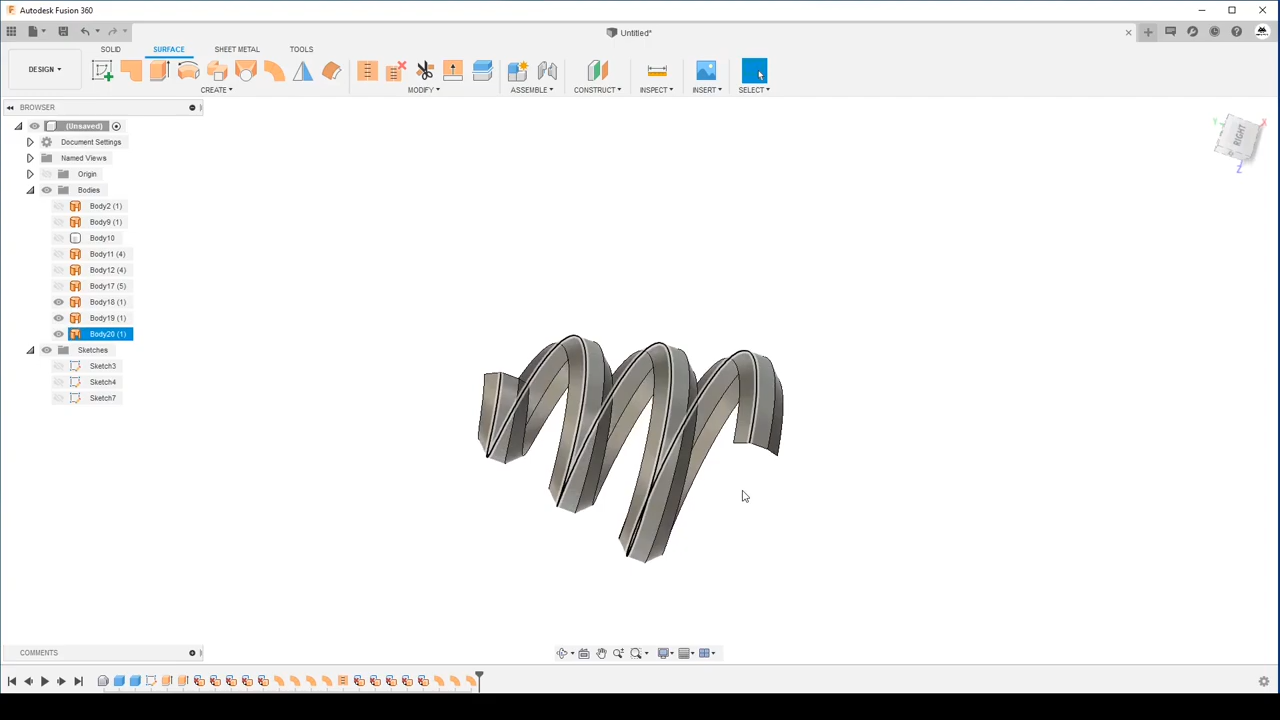 Autodesk Fusion 360
Untitled*
SOLID SURFACE SHEET METAL TOOLS
DESIGN
CREATE MODIFY ASSEMBLE CONSTRUCT INSPECT INSERT SELECT
BROWSER
(Unsaved)
Document Settings
Named Views
Origin
Bodies
Body2 (1)
Body9 (1)
Body10
Body11 (4)
Body12 (4)
Body17 (5)
Body18 (1)
Body19 (1)
Body20 (1)
Sketches
Sketch3
Sketch4
Sketch7
Y X
RIGHT
Z
COMMENTS